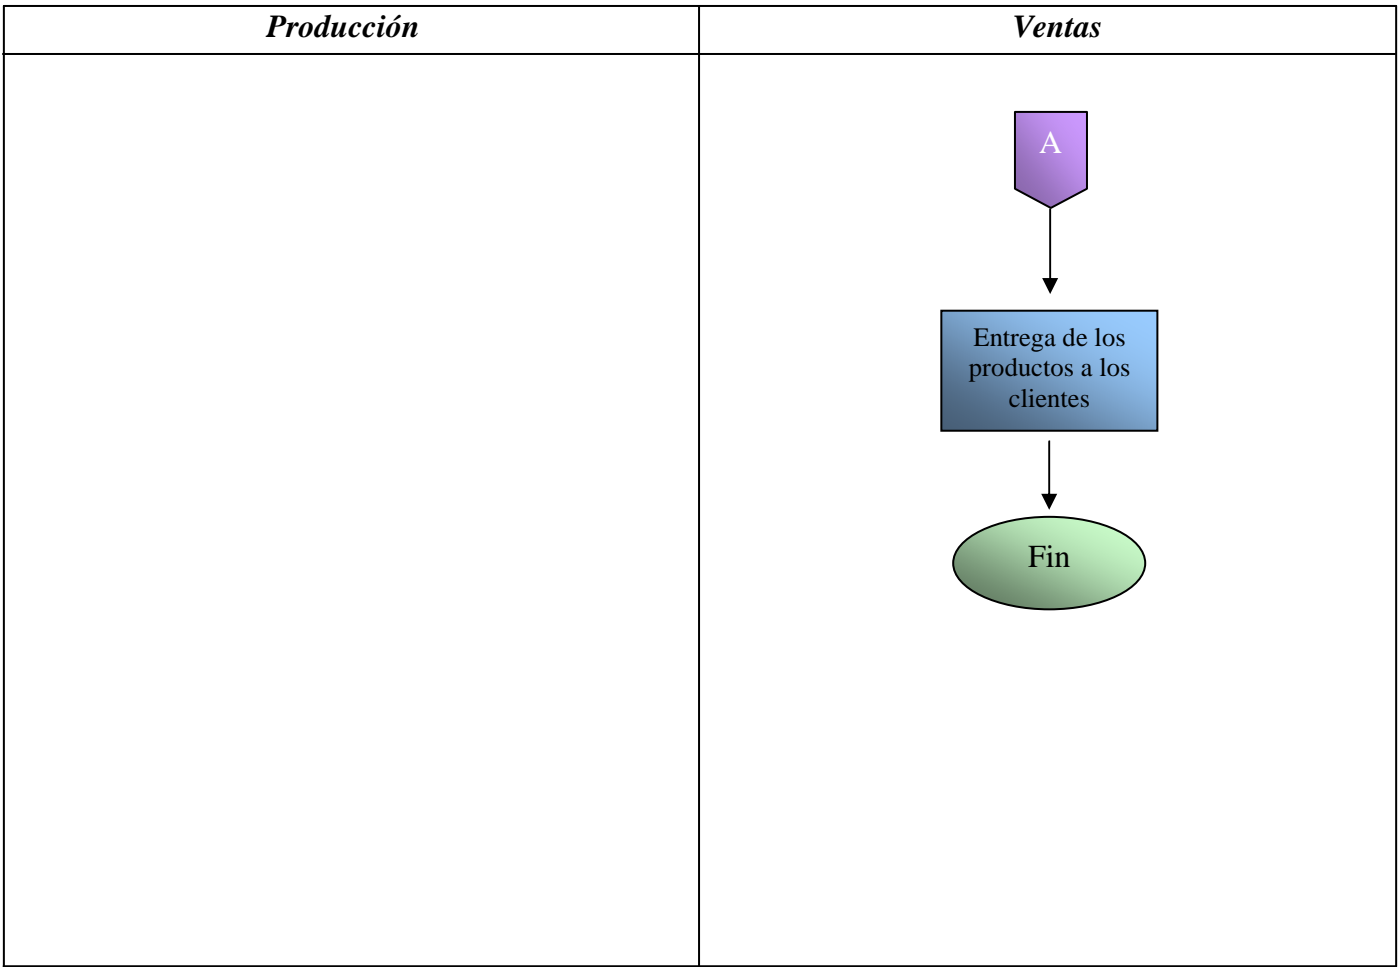 Producción
Ventas
A
Entrega de los
productos a los
clientes
Fin